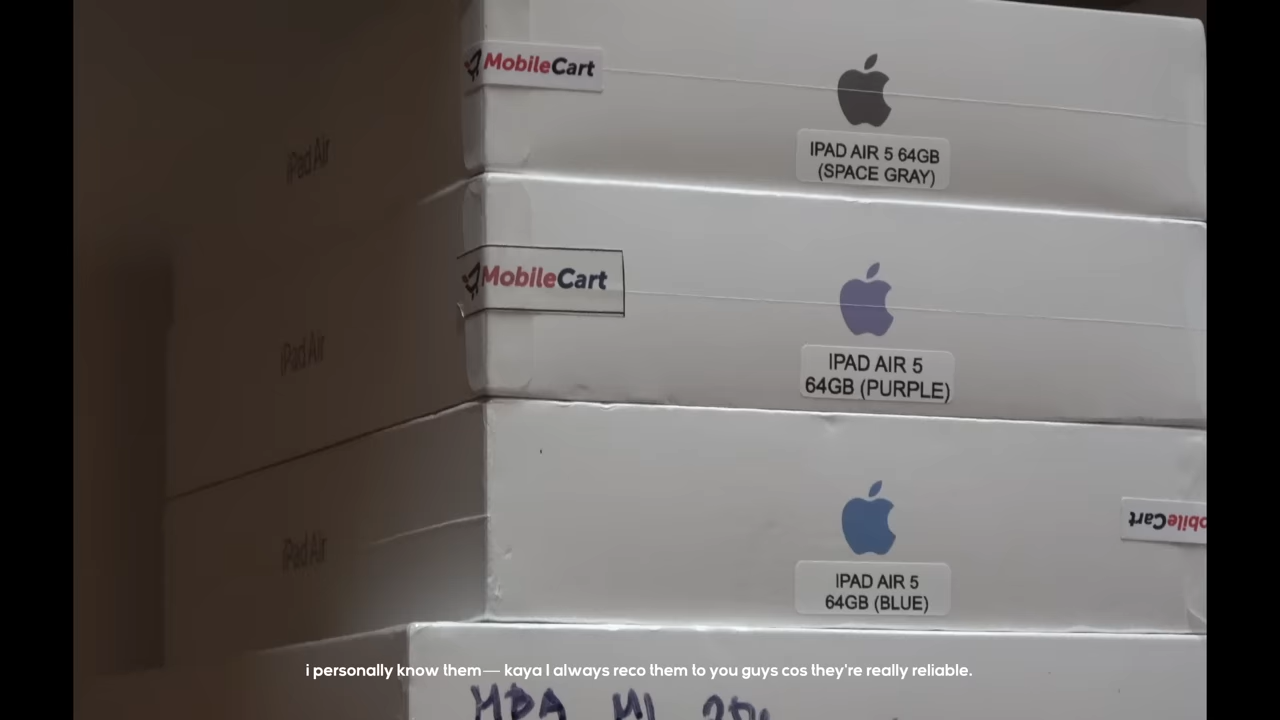 MobileCart
iPad Air
IPAD AIR 5 64GB
(SPACE GRAY)
MobileCart
iPad Air
IPAD AIR 5
64GB (PURPLE)
MobileCart
iPad Air
IPAD AIR 5
64GB (BLUE)
i personally know them— kaya I always reco them to you guys cos they're really reliable.
MBA M1